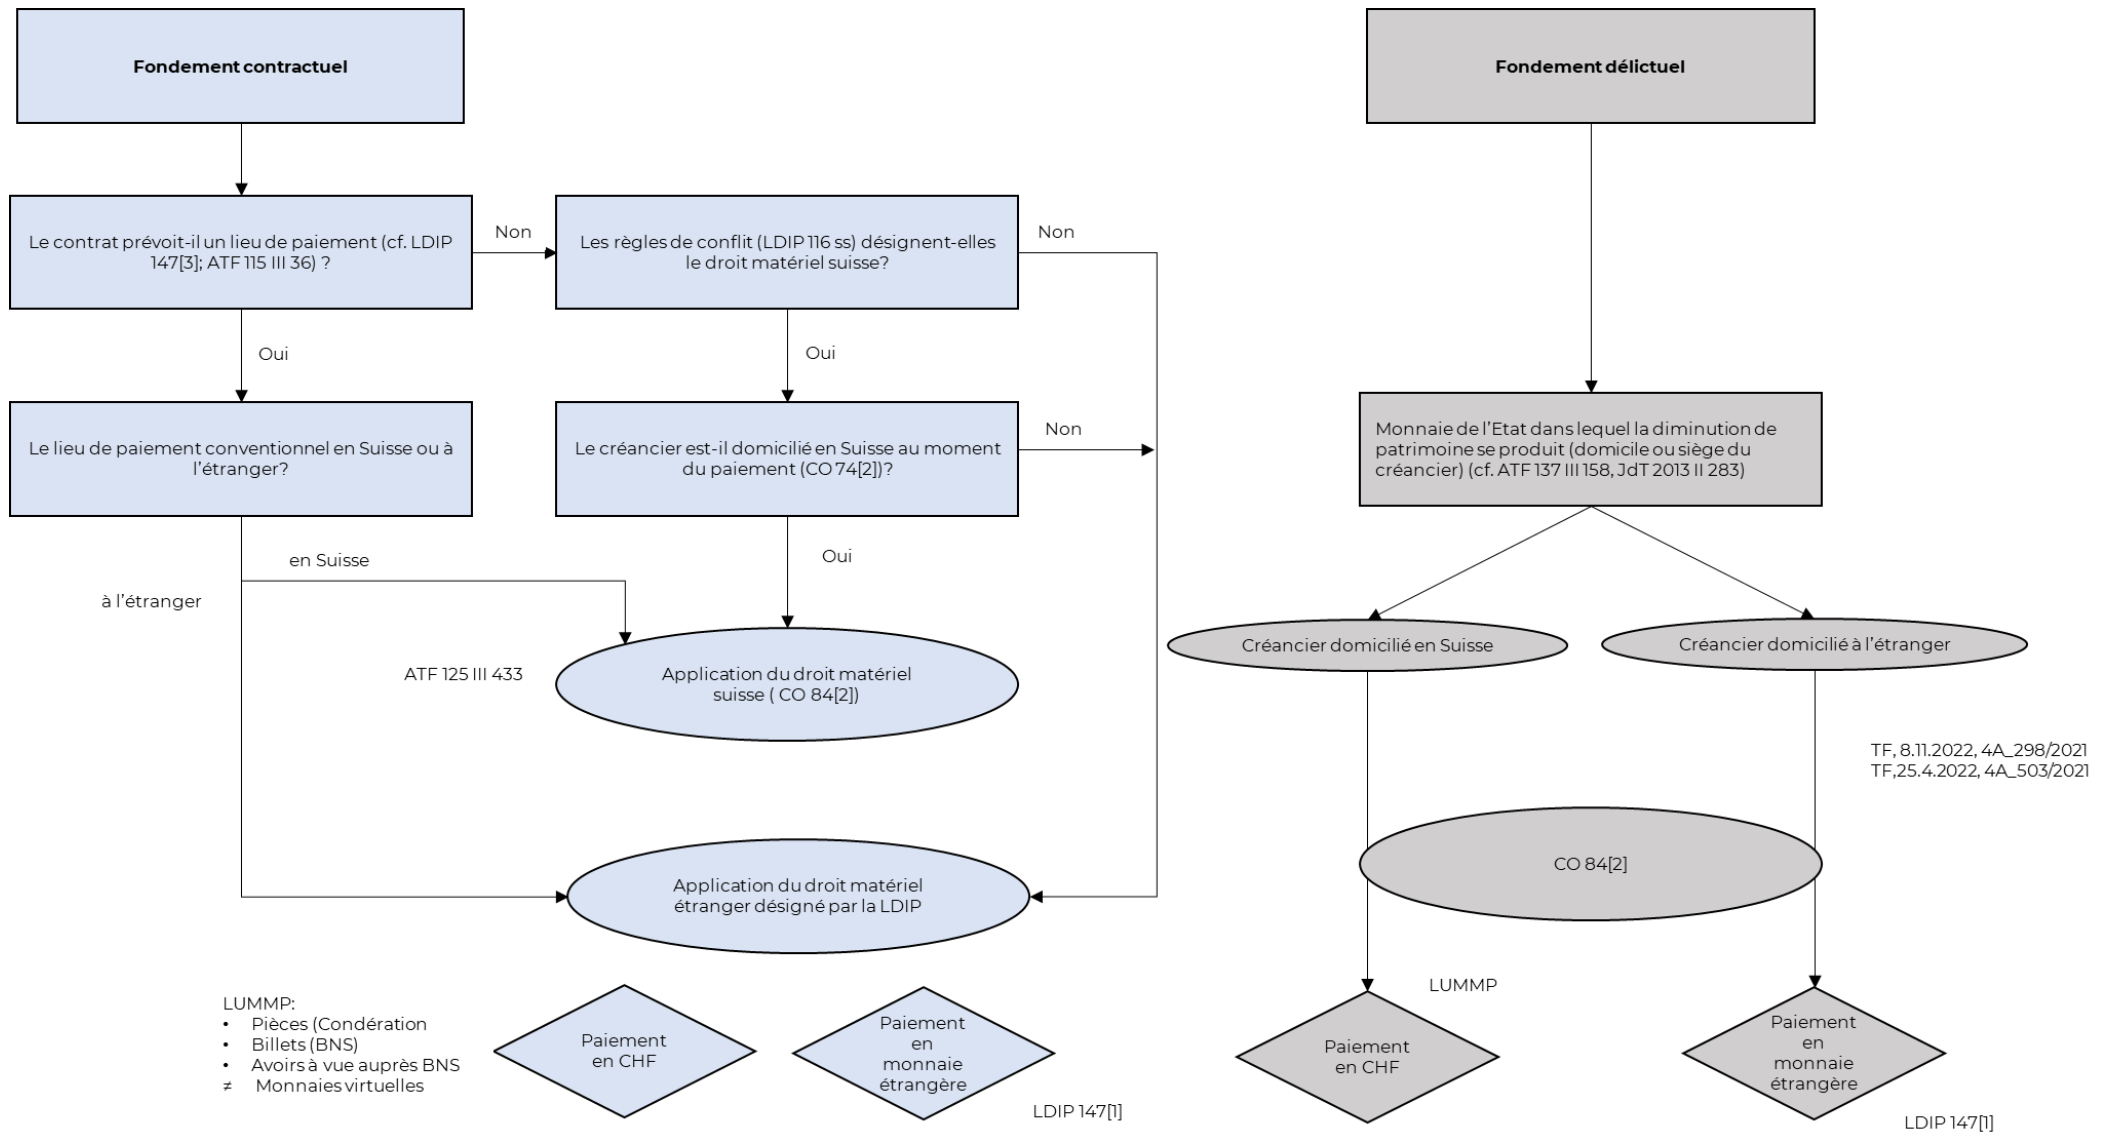 Fondement contractuel
Fondement délictuel
Le contrat prévoit-il un lieu de paiement (cf. LDIP
147[3]; ATF 115 III 36) ?
Non
Les règles de conflit (LDIP 116 ss) désignent-elles
le droit matériel suisse?
Non
Oui
Oui
Le lieu de paiement conventionnel en Suisse ou à
l'étranger?
Le créancier est-il domicilié en Suisse au moment
du paiement (CO 74[2])?
Non
Monnaie de l'Etat dans lequel la diminution de
patrimoine se produit (domicile ou siège du
créancier) (cf. ATF 137 III 158, JdT 2013 II 283)
en Suisse
à l'étranger
Oui
ATF 125 III 433
Application du droit matériel
suisse ( CO 84[2])
Créancier domicilié en Suisse
Créancier domicilié à l'étranger
TF, 8.11.2022, 4A_298/2021
TF,25.4.2022, 4A_503/2021
CO 84[2]
Application du droit matériel
étranger désigné par la LDIP
LUMMP:
• Pièces (Condération
• Billets (BNS)
• Avoirs à vue auprès BNS
≠ Monnaies virtuelles
Paiement
en CHF
Paiement
en
monnaie
étrangère
LDIP 147[1]
LUMMP
Paiement
en CHF
Paiement
en
monnaie
étrangère
LDIP 147[1]